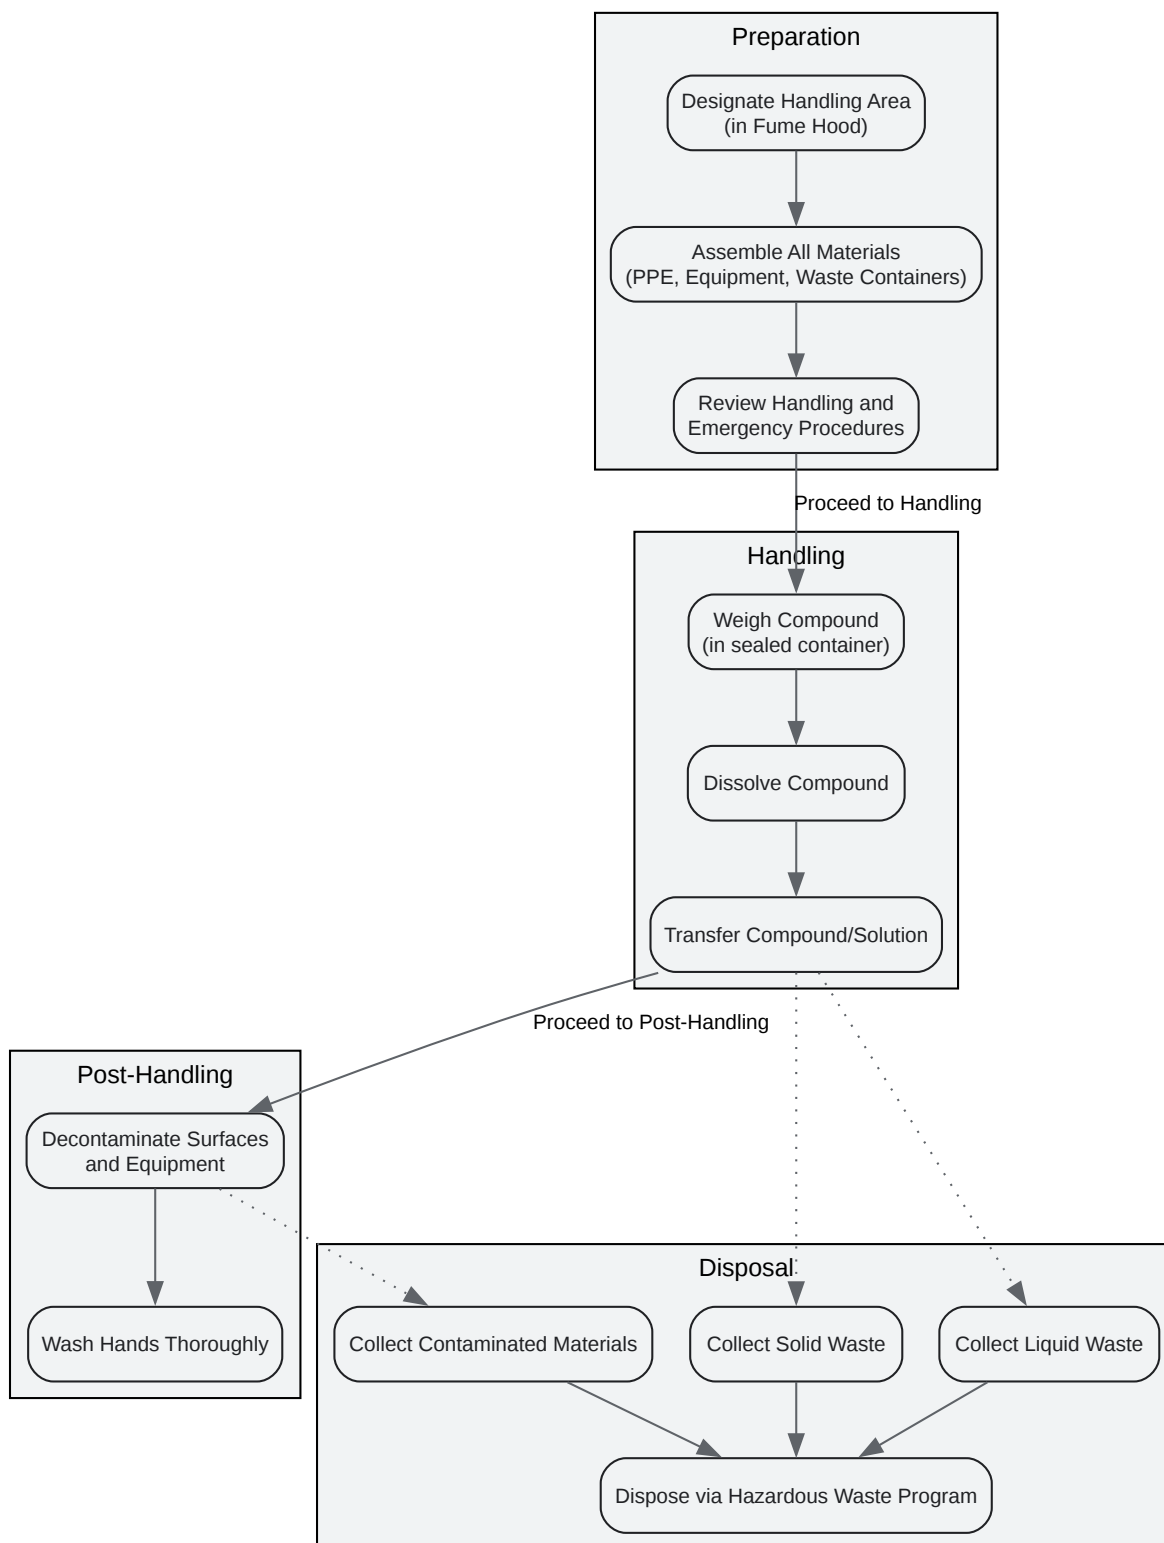 Preparation
Designate Handling Area
(in Fume Hood)
Assemble All Materials
(PPE, Equipment, Waste Containers)
Review Handling and
Emergency Procedures
Proceed to Handling
Handling
Weigh Compound
(in sealed container)
Dissolve Compound
Transfer Compound/Solution
Proceed to Post-Handling
Post-Handling
Decontaminate Surfaces
and Equipment
Wash Hands Thoroughly
Disposal
Collect Contaminated Materials
Collect Solid Waste
Collect Liquid Waste
Dispose via Hazardous Waste Program